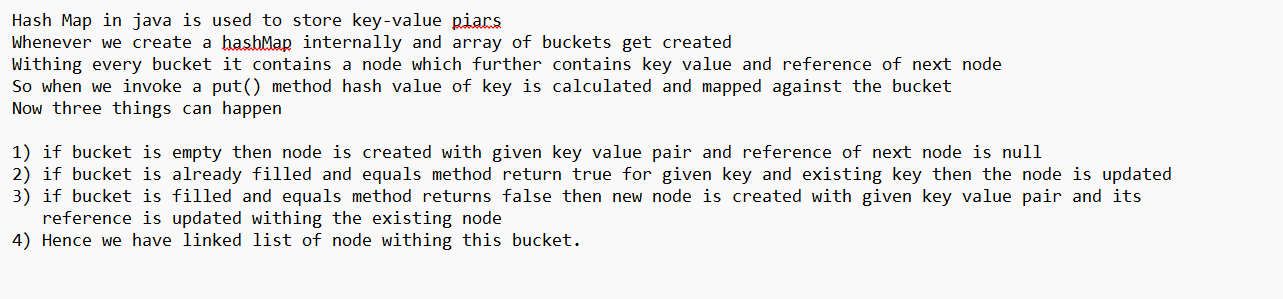 Hash Map in java is used to store key-value piars
Whenever we create a hashMap internally and array of buckets get created
Withing every bucket it contains a node which further contains key value and reference of next node
So when we invoke a put() method hash value of key is calculated and mapped against the bucket
Now three things can happen
1) if bucket is empty then node is created with given key value pair and reference of next node is null
2) if bucket is already filled and equals method return true for given key and existing key then the node is updated
3) if bucket is filled and equals method returns false then new node is created with given key value pair and its
reference is updated withing the existing node
4) Hence we have linked list of node withing this bucket.